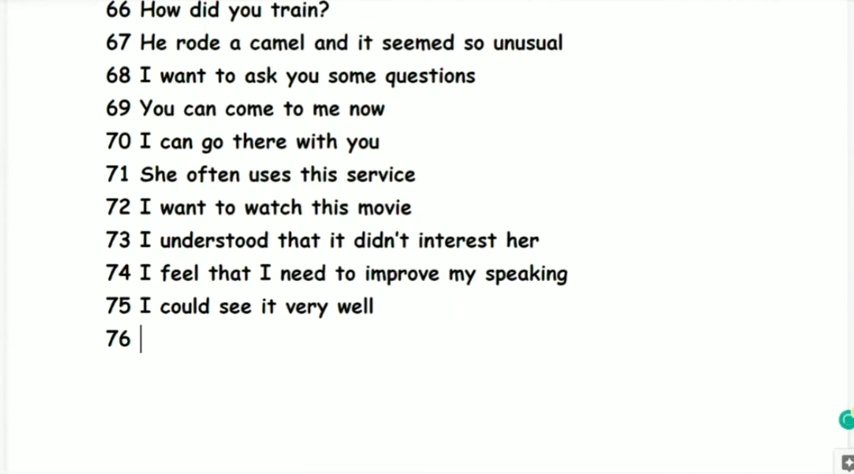 66 How did you train?
67 He rode a camel and it seemed so unusual
68 I want to ask you some questions
69 You can come to me now
70 I can go there with you
71 She often uses this service
72 I want to watch this movie
73 I understood that it didn't interest her
74 I feel that I need to improve my speaking
75 I could see it very well
76